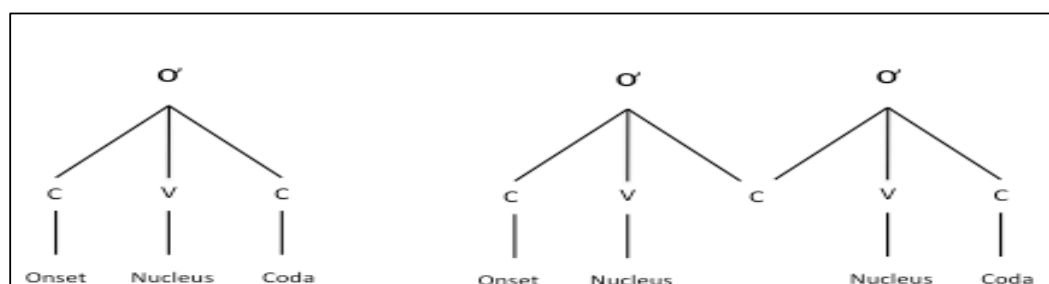 σ σ σ
C V C C V C V C
Onset Nucleus Coda Onset Nucleus Nucleus Coda